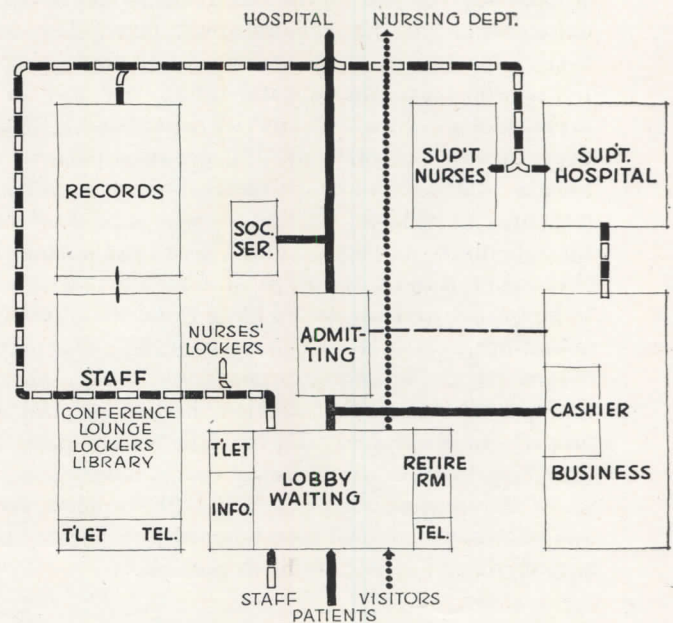 HOSPITAL
NURSING DEPT.
RECORDS
SUP'T
NURSES
SUP'T.
HOSPITAL
SOC.
SER.
NURSES'
LOCKERS
ADMIT-
TING
STAFF
CONFERENCE
LOUNGE
LOCKERS
LIBRARY
T'LET
TEL.
T'LET
INFO.
LOBBY
WAITING
RETIRE
RM
TEL.
CASHIER
BUSINESS
STAFF
VISITORS
PATIENTS